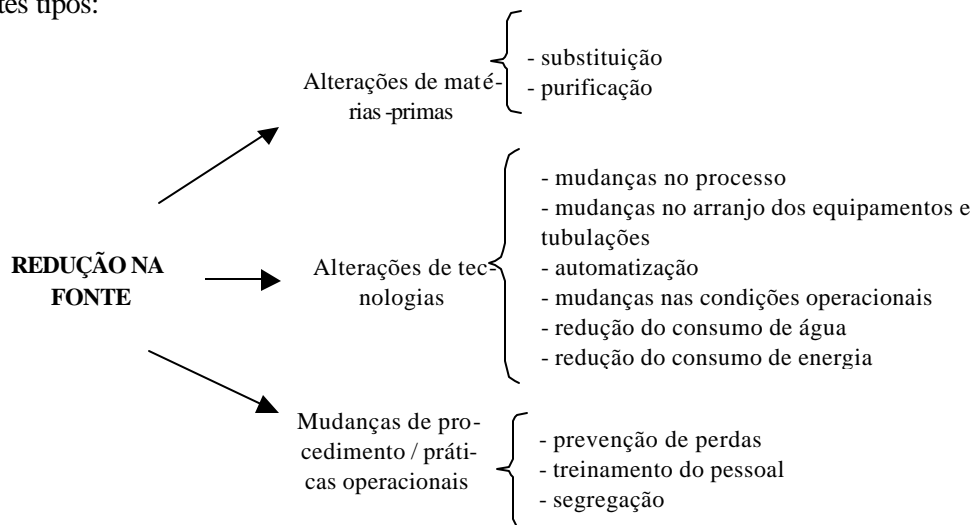 tes tipos:
Alterações de maté-
rias-primas
- substituição
- purificação
REDUÇÃO NA
FONTE
Alterações de tec-
nologias
- mudanças no processo
- mudanças no arranjo dos equipamentos e
tubulações
- automatização
- mudanças nas condições operacionais
- redução do consumo de água
- redução do consumo de energia
Mudanças de pro-
cedimento / práti-
cas operacionais
- prevenção de perdas
- treinamento do pessoal
- segregação